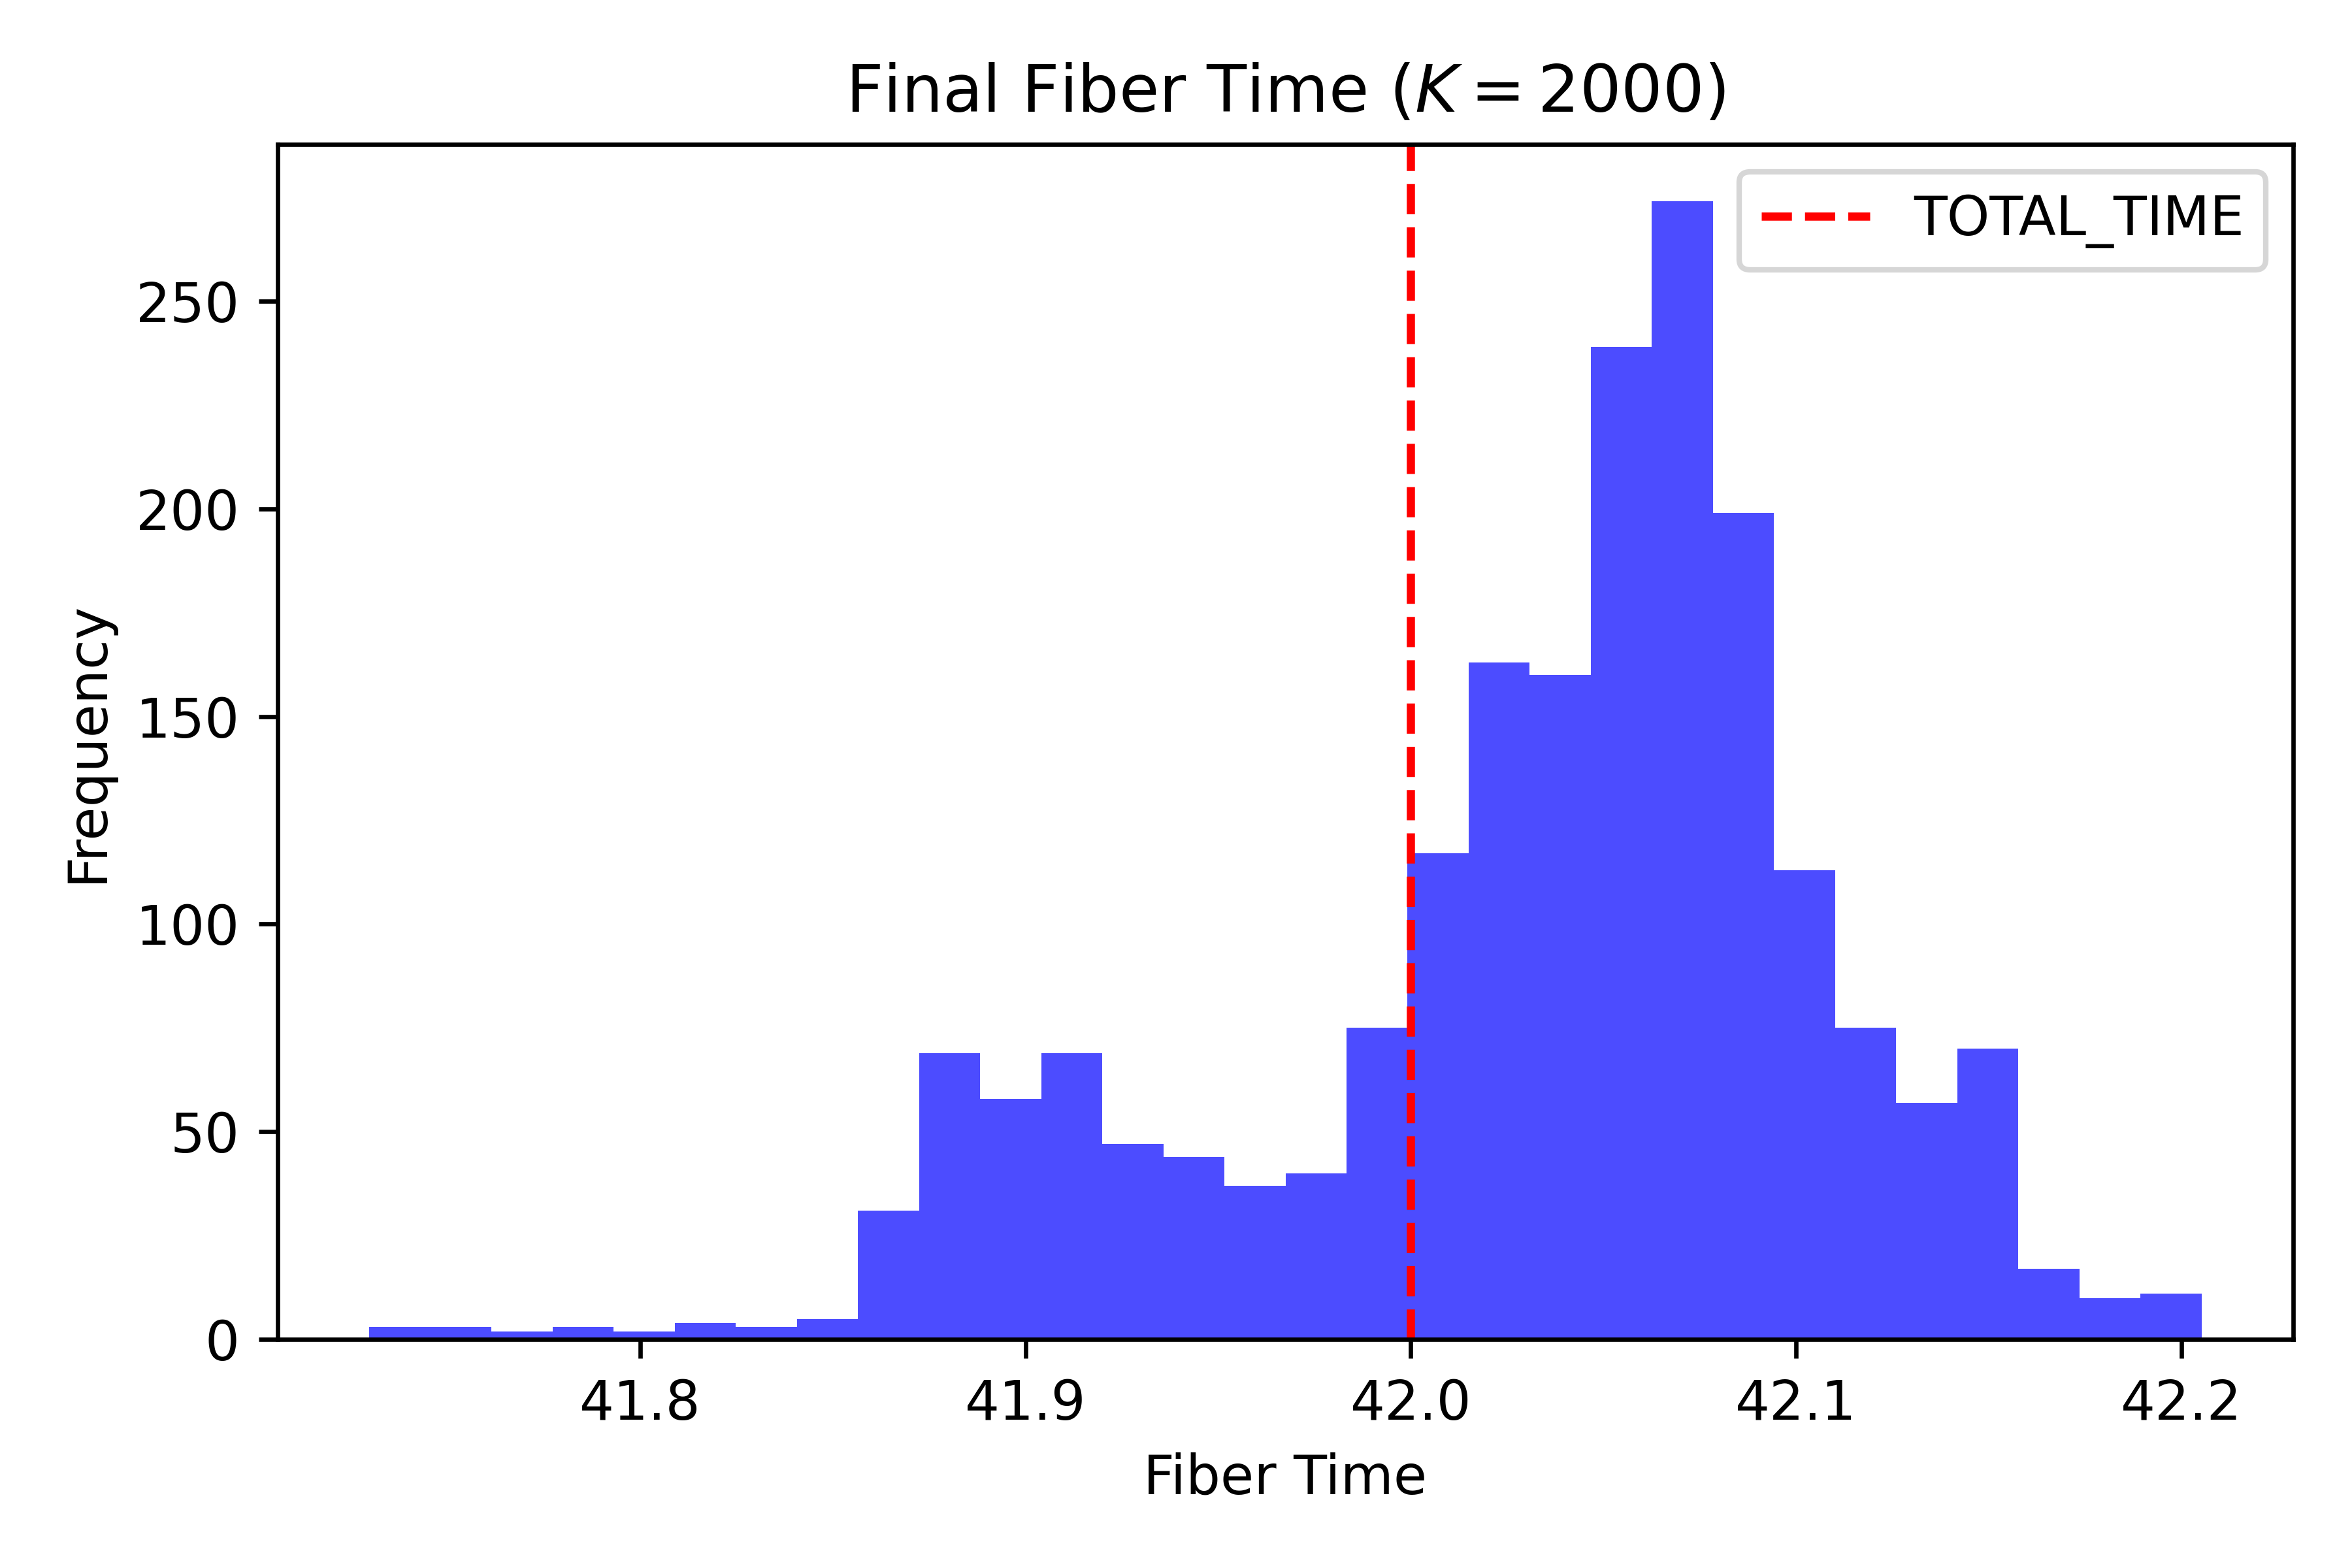 Final Fiber Time (K = 2000)
TOTAL_TIME
Frequency
250
200
150
100
50
0
41.8 41.9 42.0 42.1 42.2
Fiber Time